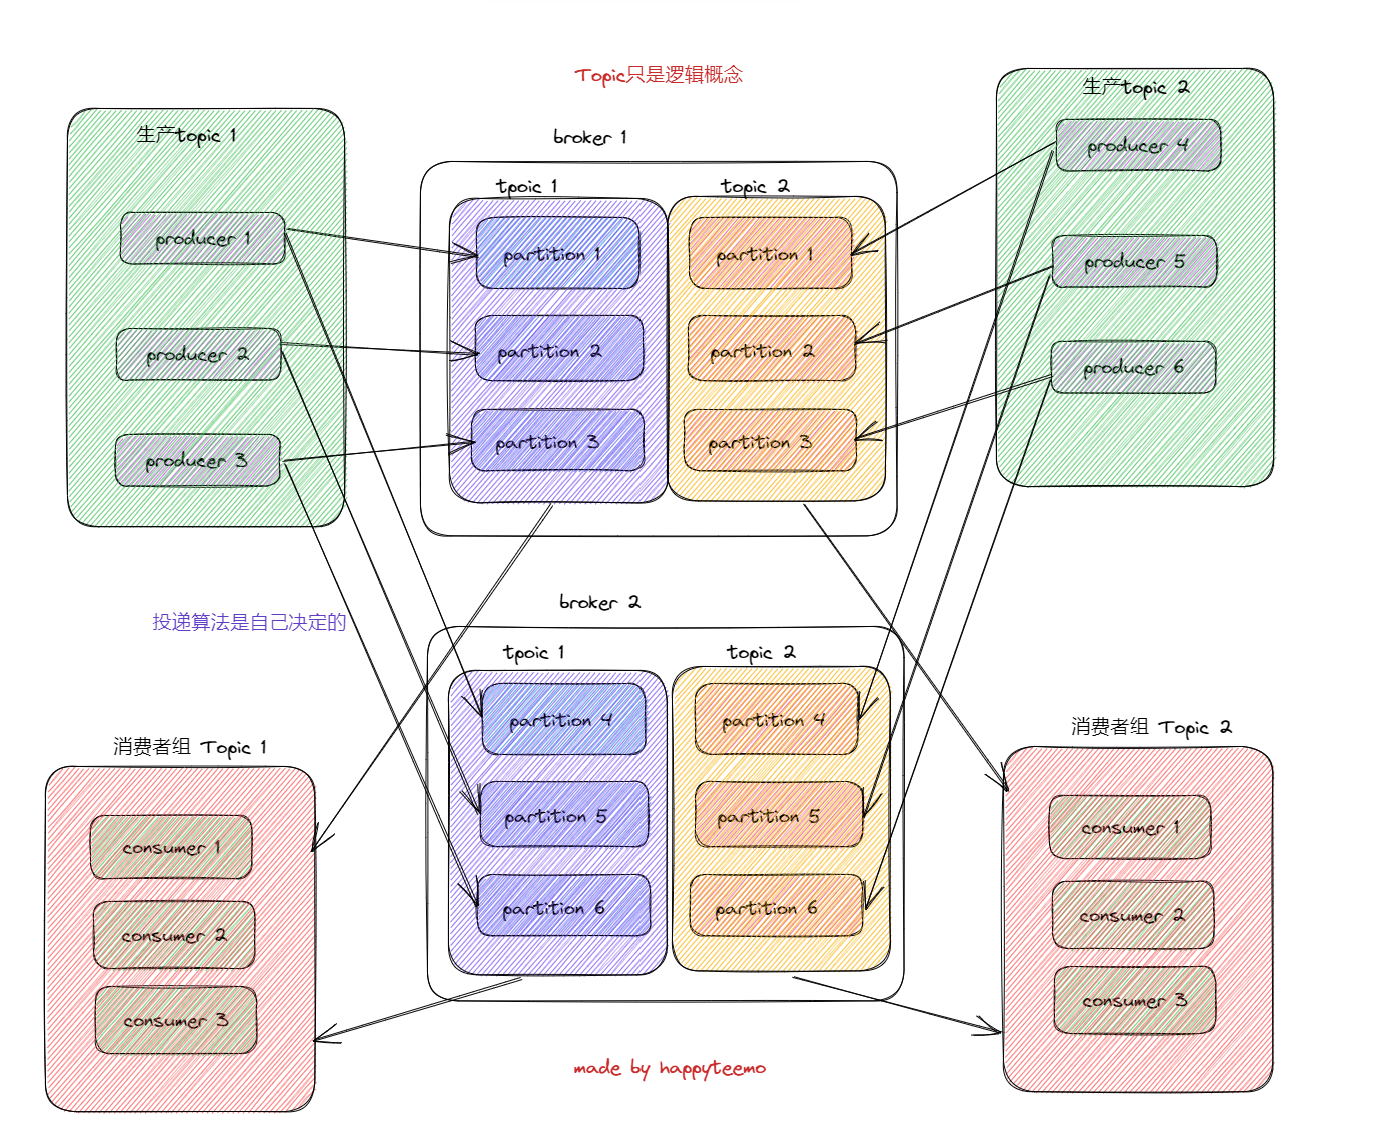 Topic只是逻辑概念
生产topic 1
producer 1
producer 2
producer 3
broker 1
tpoic 1
partition 1
partition 2
partition 3
topic 2
partition 1
partition 2
partition 3
生产topic 2
producer 4
producer 5
producer 6
投递算法是自己决定的
broker 2
tpoic 1
partition 4
partition 5
partition 6
topic 2
partition 4
partition 5
partition 6
消费者组 Topic 1
consumer 1
consumer 2
consumer 3
消费者组 Topic 2
consumer 1
consumer 2
consumer 3
made by happyteemo